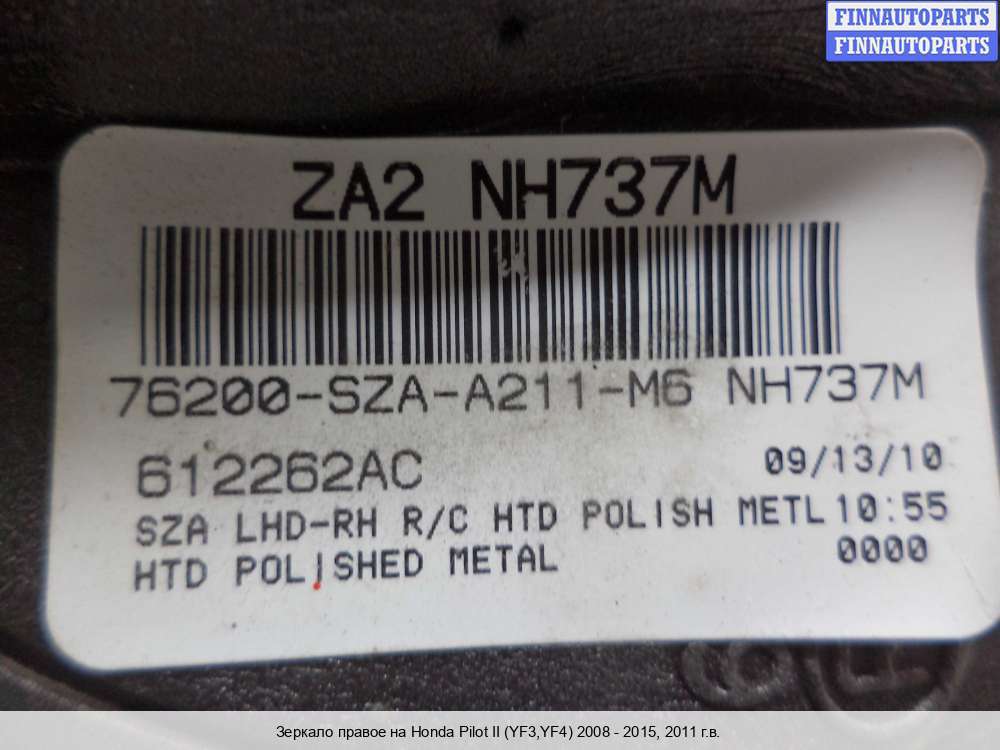 FINNAUTOPARTS
FINNAUTOPARTS
ZA2 NH737M
76200-SZA-A211-M6 NH737M
612262AC 09/13/10
SZA LHD-RH R/C HTD POLISH METL 10:55
HTD POLISHED METAL 0000
Зеркало правое на Honda Pilot II (YF3,YF4) 2008 - 2015, 2011 г.в.